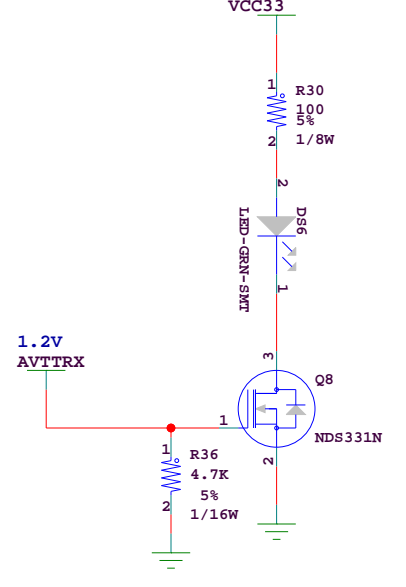 VCC33
1
R30
100
5%
1/8W
2
2
DS6
LED-GRN-SMT
1
1.2V
AVTTRX
3
Q8
1
NDS331N
2
1
R36
4.7K
5%
1/16W
2